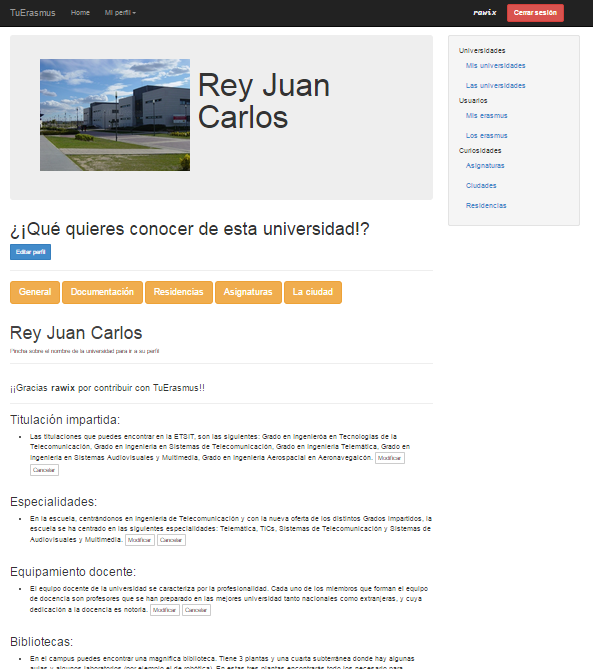 TuErasmus Home Mi perfil rawix Cerrar sesión
Rey Juan
Carlos
Universidades
Mis universidades
Las universidades
Usuarios
Mis erasmus
Los erasmus
Curiosidades
Asignaturas
Ciudades
Residencias
¿¡Qué quieres conocer de esta universidad!?
Editar perfil
General Documentación Residencias Asignaturas La ciudad
Rey Juan Carlos
Pincha sobre el nombre de la universidad para ir a su perfil
¡¡Gracias rawix por contribuir con TuErasmus!!
Titulación impartida:
Las titulaciones que puedes encontrar en la ETSIT, son las siguientes: Grado en Ingenieróa en Tecnologías de la
Telecomunicación, Grado en Ingeniería en Sistemas de Telecomunicación, Grado en Ingeniería Telemática, Grado en
Ingeniería en Sistemas Audiovisuales y Multimedia, Grado en Ingeniería Aerospacial en Aeronavegaicón. Modificar
Cancelar
Especialidades:
En la escuela, centrándonos en Ingeniería de Telecomunicación y con la nueva oferta de los distintos Grados impartidos, la
escuela se ha centrado en las siguientes especialidades: Telemática, TICs, Sistemas de Telecomunicación y Sistemas de
Audiovisuales y Multimedia. Modificar Cancelar
Equipamiento docente:
El equipo docente de la universidad se caracteriza por la profesionalidad. Cada uno de los miembros que forman el equipo
de docencia son profesores que se han preparado en las mejores universidad tanto nacionales como extranjeras, y cuya
dedicación a la docencia es notoria. Modificar Cancelar
Bibliotecas:
En el campus puedes encontrar una magnífica biblioteca. Tiene 3 plantas y una cuarta subterránea donde hay algunas